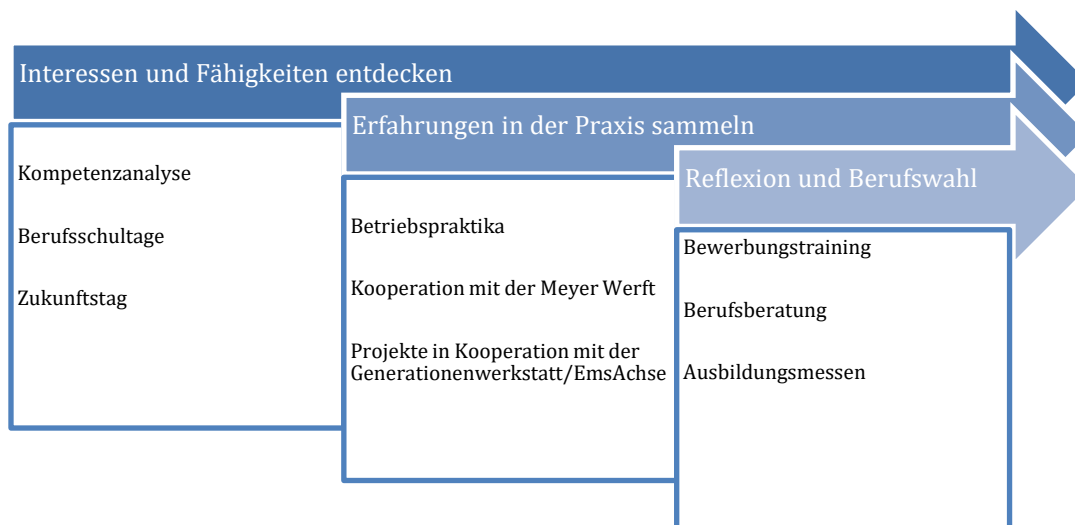 Interessen und Fähigkeiten entdecken
Kompetenzanalyse
Berufsschultage
Zukunftstag
Erfahrungen in der Praxis sammeln
Betriebspraktika
Kooperation mit der Meyer Werft
Projekte in Kooperation mit der
Generationenwerkstatt/EmsAchse
Reflexion und Berufswahl
Bewerbungstraining
Berufsberatung
Ausbildungsmessen